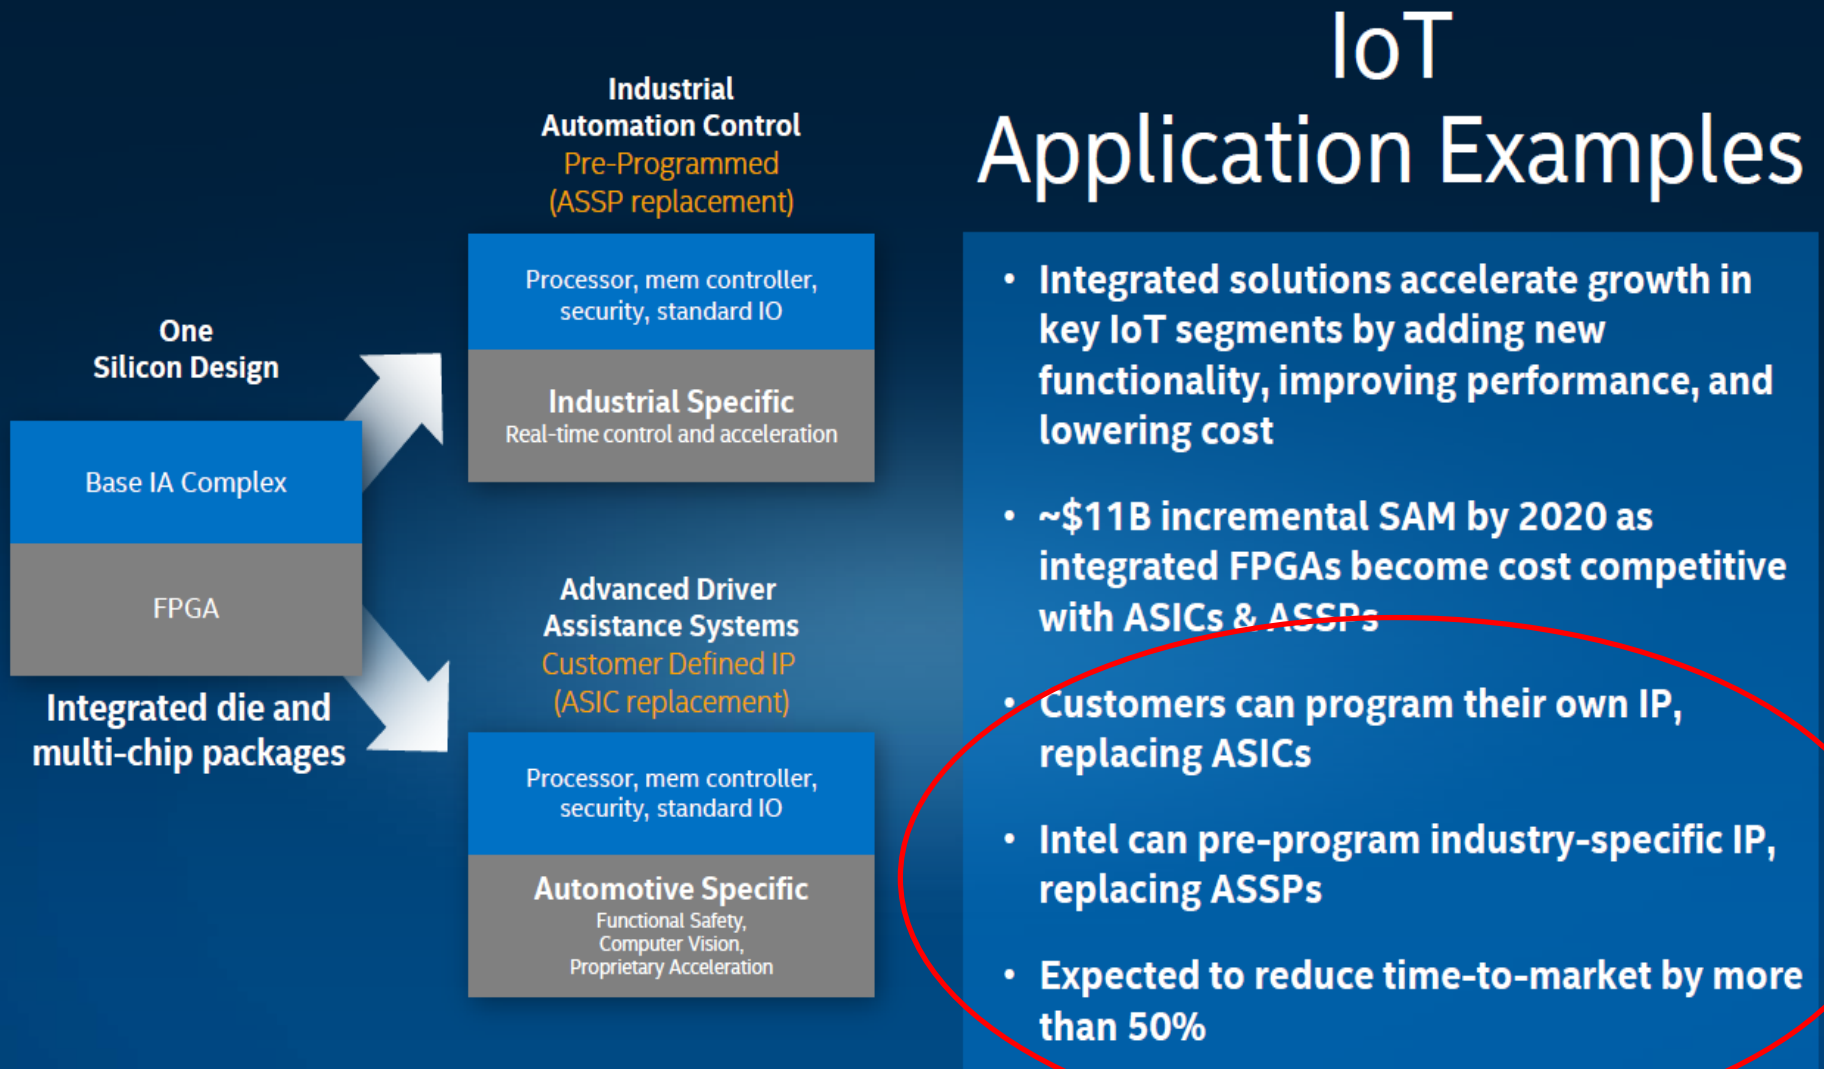 IoT
Application Examples
One
Silicon Design
Base IA Complex
FPGA
Integrated die and
multi-chip packages
Industrial
Automation Control
Pre-Programmed
(ASSP replacement)
Processor, mem controller,
security, standard IO
Industrial Specific
Real-time control and acceleration
Advanced Driver
Assistance Systems
Customer Defined IP
(ASIC replacement)
Processor, mem controller,
security, standard IO
Automotive Specific
Functional Safety,
Computer Vision,
Proprietary Acceleration
• Integrated solutions accelerate growth in
key IoT segments by adding new
functionality, improving performance, and
lowering cost
• ~$11B incremental SAM by 2020 as
integrated FPGAs become cost competitive
with ASICs & ASSPs
• Customers can program their own IP,
replacing ASICs
• Intel can pre-program industry-specific IP,
replacing ASSPs
• Expected to reduce time-to-market by more
than 50%